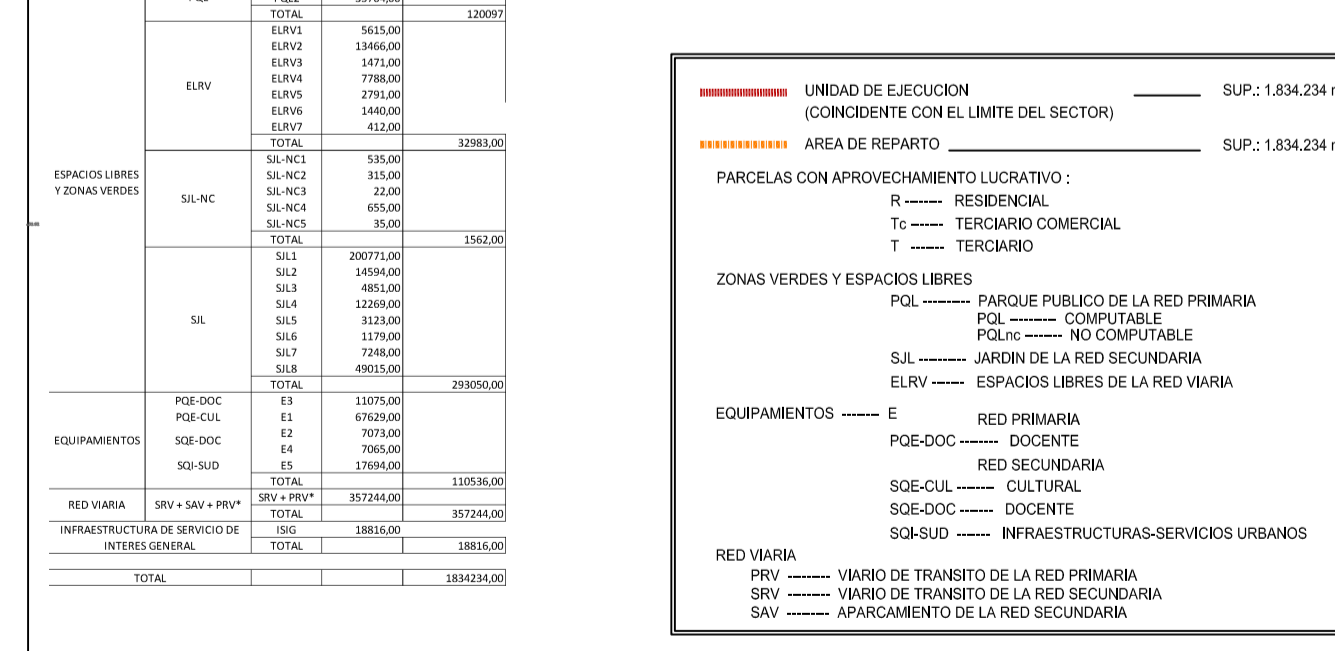 TOTAL 120097
ELRV1 5615,00
ELRV2 13466,00
ELRV3 1471,00
ELRV4 7788,00
ELRV
ELRV5 2791,00
ELRV6 1440,00
ELRV7 412,00
TOTAL 32983,00
SJL-NC1 535,00
ESPACIOS LIBRES SJL-NC2 315,00
Y ZONAS VERDES SJL-NC3 22,00
SJL-NC
SJL-NC4 655,00
SJL-NC5 35,00
TOTAL 1562,00
SJL1 200771,00
SJL2 14594,00
SJL3 4851,00
SJL4 12269,00
SJL SJL5 3123,00
SJL6 1179,00
SJL7 7248,00
SJL8 49015,00
TOTAL 293050,00
PQE-DOC E3 11075,00
PQE-CUL E1 67629,00
EQUIPAMIENTOS SQE-DOC E2 7073,00
E4 7065,00
SQI-SUD E5 17694,00
TOTAL 110536,00
RED VIARIA SRV + SAV + PRV* SRV + PRV* 357244,00
TOTAL 357244,00
INFRAESTRUCTURA DE SERVICIO DE ISIG 18816,00
INTERES GENERAL TOTAL 18816,00
TOTAL 1834234,00
UNIDAD DE EJECUCION SUP.: 1.834.234
(COINCIDENTE CON EL LIMITE DEL SECTOR)
AREA DE REPARTO SUP.: 1.834.234
PARCELAS CON APROVECHAMIENTO LUCRATIVO :
R ------- RESIDENCIAL
Tc ------ TERCIARIO COMERCIAL
T ------- TERCIARIO
ZONAS VERDES Y ESPACIOS LIBRES
PQL ---------- PARQUE PUBLICO DE LA RED PRIMARIA
PQL --------- COMPUTABLE
PQLnc ------- NO COMPUTABLE
SJL ---------- JARDIN DE LA RED SECUNDARIA
ELRV ------ ESPACIOS LIBRES DE LA RED VIARIA
EQUIPAMIENTOS ------- E
RED PRIMARIA
PQE-DOC -------- DOCENTE
RED SECUNDARIA
SQE-CUL ------- CULTURAL
SQE-DOC ------ DOCENTE
SQI-SUD ------ INFRAESTRUCTURAS-SERVICIOS URBANOS
RED VIARIA
PRV --------- VIARIO DE TRANSITO DE LA RED PRIMARIA
SRV --------- VIARIO DE TRANSITO DE LA RED SECUNDARIA
SAV --------- APARCAMIENTO DE LA RED SECUNDARIA